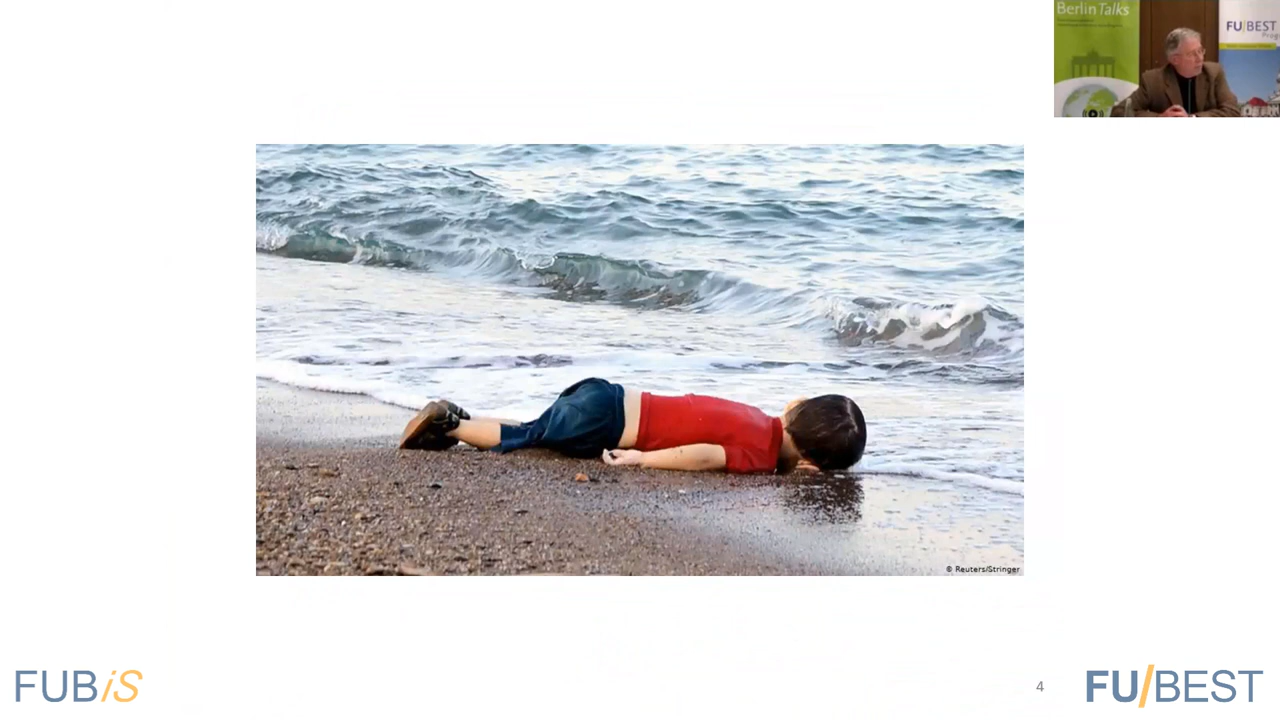 Berlin Talks
FU/BEST
© Reuters/Stringer
FUBiS
4
FU/BEST